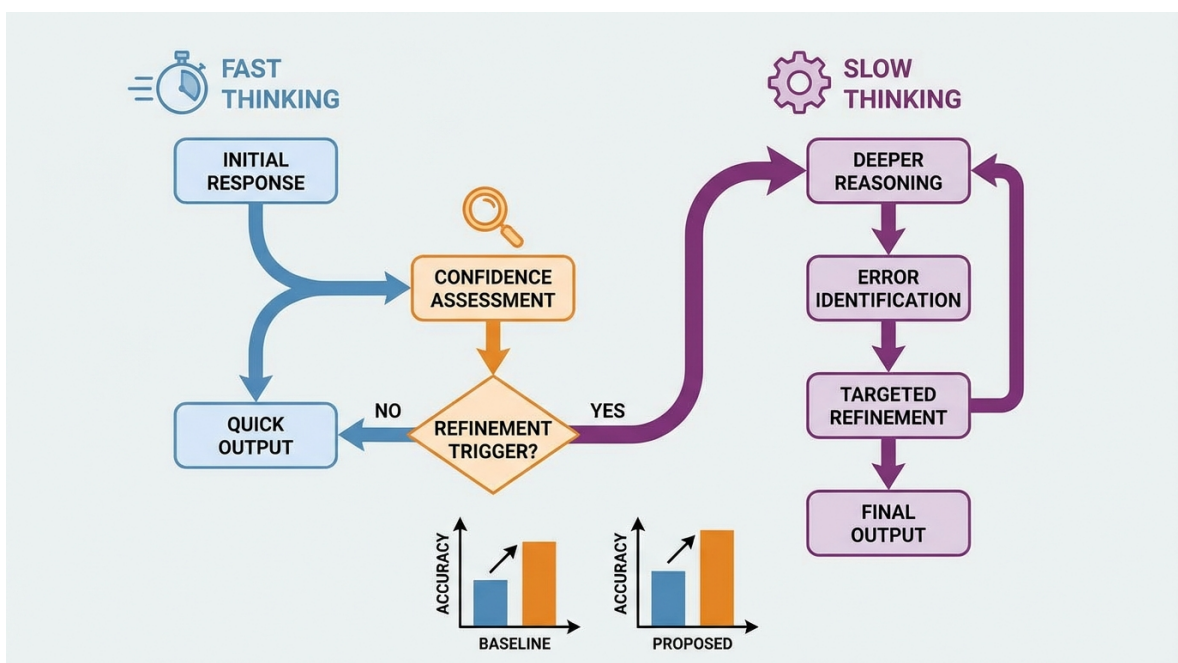 FAST
THINKING
INITIAL
RESPONSE
CONFIDENCE
ASSESSMENT
REFINEMENT
TRIGGER?
NO
YES
QUICK
OUTPUT
SLOW
THINKING
DEEPER
REASONING
ERROR
IDENTIFICATION
TARGETED
REFINEMENT
FINAL
OUTPUT
ACCURACY
BASELINE
ACCURACY
PROPOSED